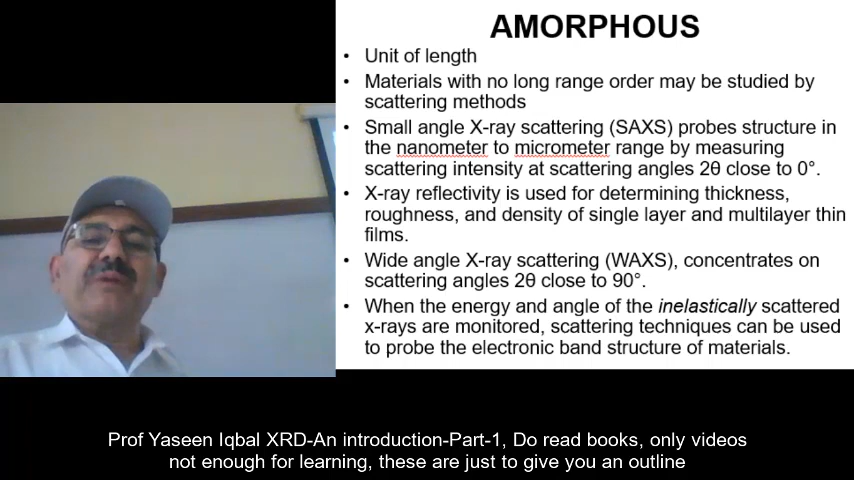 AMORPHOUS
• Unit of length
• Materials with no long range order may be studied by
scattering methods
• Small angle X-ray scattering (SAXS) probes structure in
the nanometer to micrometer range by measuring
scattering intensity at scattering angles 2θ close to 0°.
• X-ray reflectivity is used for determining thickness,
roughness, and density of single layer and multilayer thin
films.
• Wide angle X-ray scattering (WAXS), concentrates on
scattering angles 2θ close to 90°.
• When the energy and angle of the inelastically scattered
x-rays are monitored, scattering techniques can be used
to probe the electronic band structure of materials.
Prof Yaseen Iqbal XRD-An introduction-Part-1, Do read books, only videos
not enough for learning, these are just to give you an outline